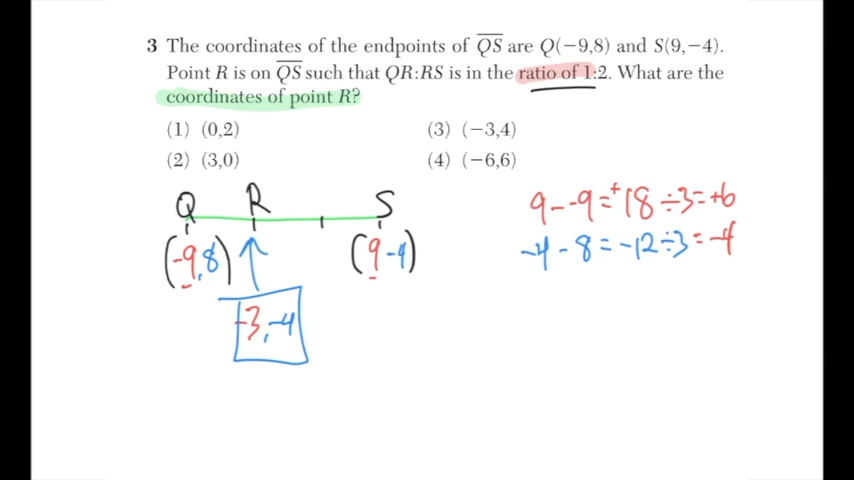 3 The coordinates of the endpoints of QS are Q(−9,8) and S(9,−4).
Point R is on QS such that QR:RS is in the ratio of 1:2. What are the
coordinates of point R?
(1) (0,2) (3) (−3,4)
(2) (3,0) (4) (−6,6)
Q R S
(-9,8) (9 -4)
-3,-4
9 - -9 = +18 ÷ 3 = +6
-4 - 8 = -12 ÷ 3 = -4